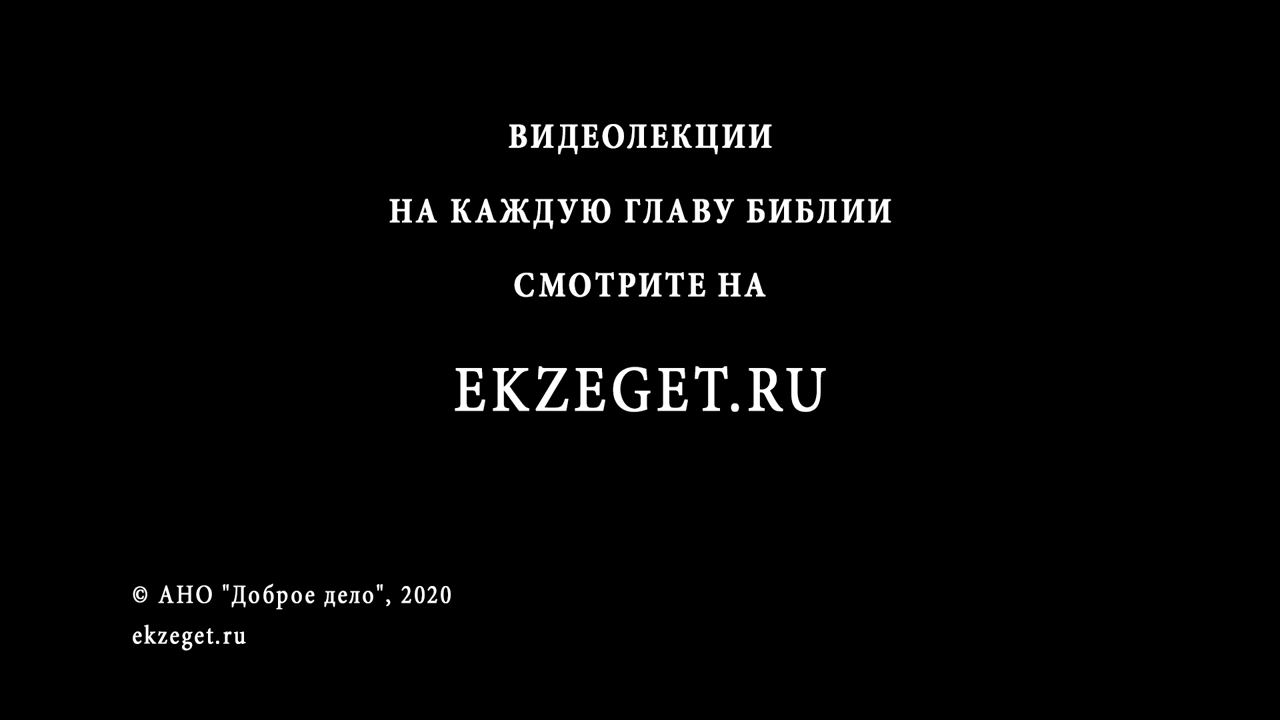 ВИДЕОЛЕКЦИИ
НА КАЖДУЮ ГЛАВУ БИБЛИИ
СМОТРИТЕ НА
EKZEGET.RU
© АНО "Доброе дело", 2020
ekzeget.ru